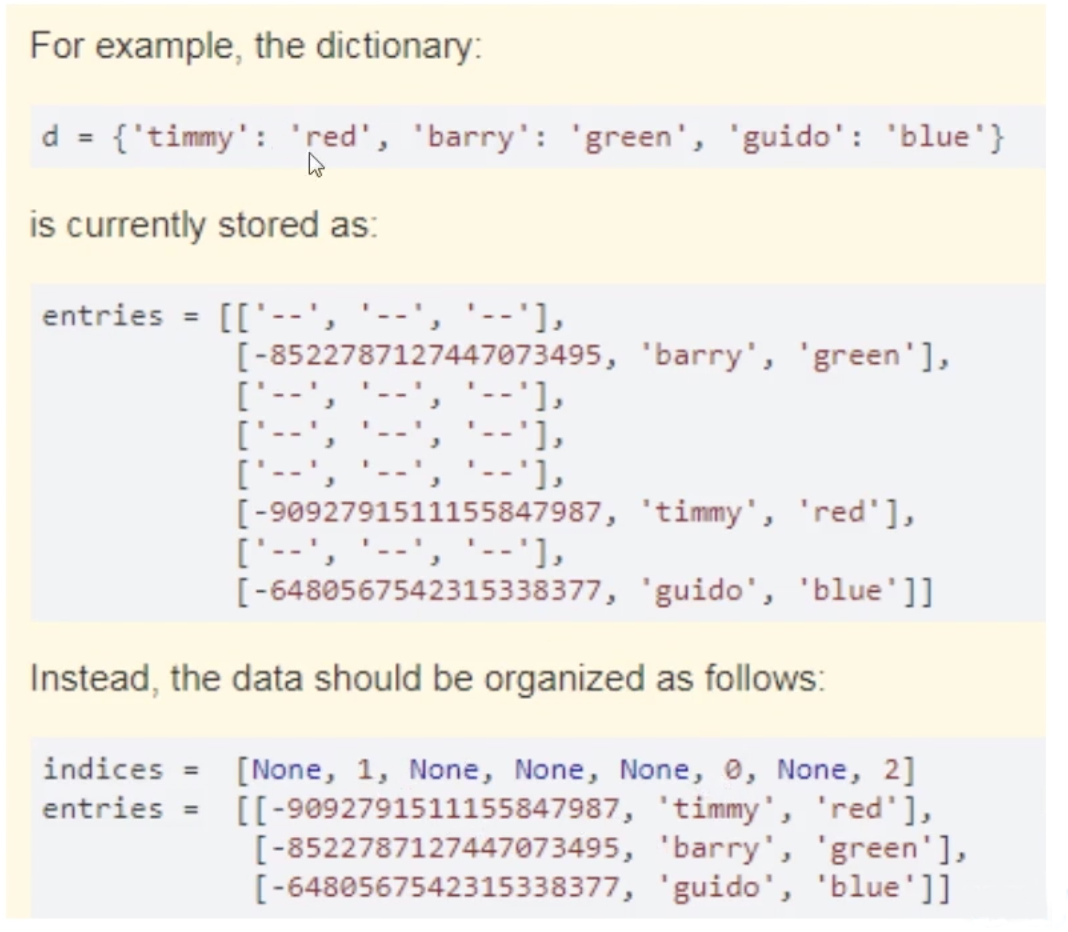 For example, the dictionary:
d = {'timmy': 'red', 'barry': 'green', 'guido': 'blue'}
is currently stored as:
entries = [['--', '--', '--'],
[-8522787127447073495, 'barry', 'green'],
['--', '--', '--'],
['--', '--', '--'],
['--', '--', '--'],
[-9092791511155847987, 'timmy', 'red'],
['--', '--', '--'],
[-6480567542315338377, 'guido', 'blue']]
Instead, the data should be organized as follows:
indices =  [None, 1, None, None, None, 0, None, 2]
entries =  [[-9092791511155847987, 'timmy', 'red'],
[-8522787127447073495, 'barry', 'green'],
[-6480567542315338377, 'guido', 'blue']]